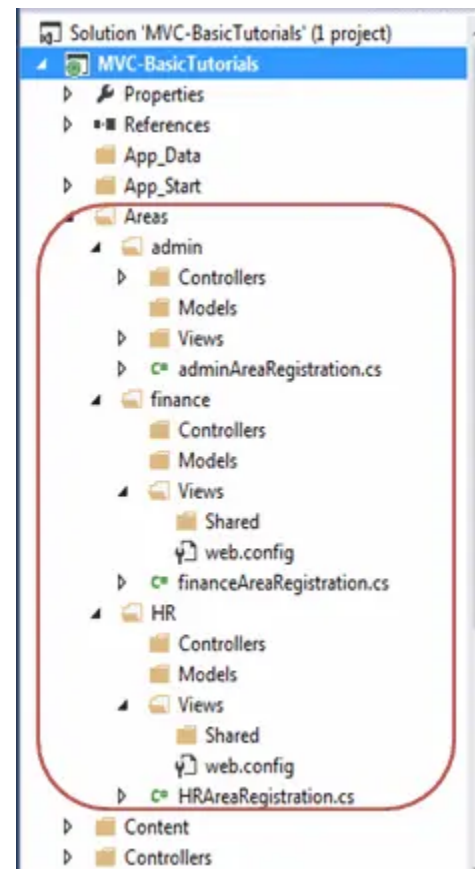 Solution 'MVC-BasicTutorials' (1 project)
MVC-BasicTutorials
Properties
References
App_Data
App_Start
Areas
admin
Controllers
Models
Views
C# adminAreaRegistration.cs
finance
Controllers
Models
Views
Shared
web.config
C# financeAreaRegistration.cs
HR
Controllers
Models
Views
Shared
web.config
C# HRAreaRegistration.cs
Content
Controllers